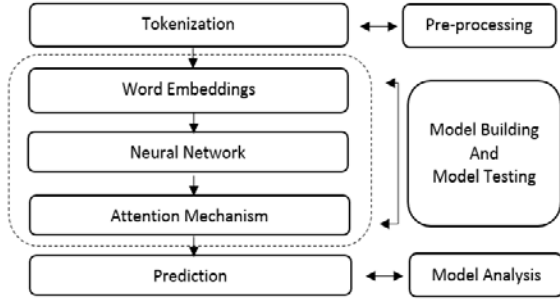 Tokenization
Pre-processing
Word Embeddings
Neural Network
Attention Mechanism
Model Building
And
Model Testing
Prediction
Model Analysis